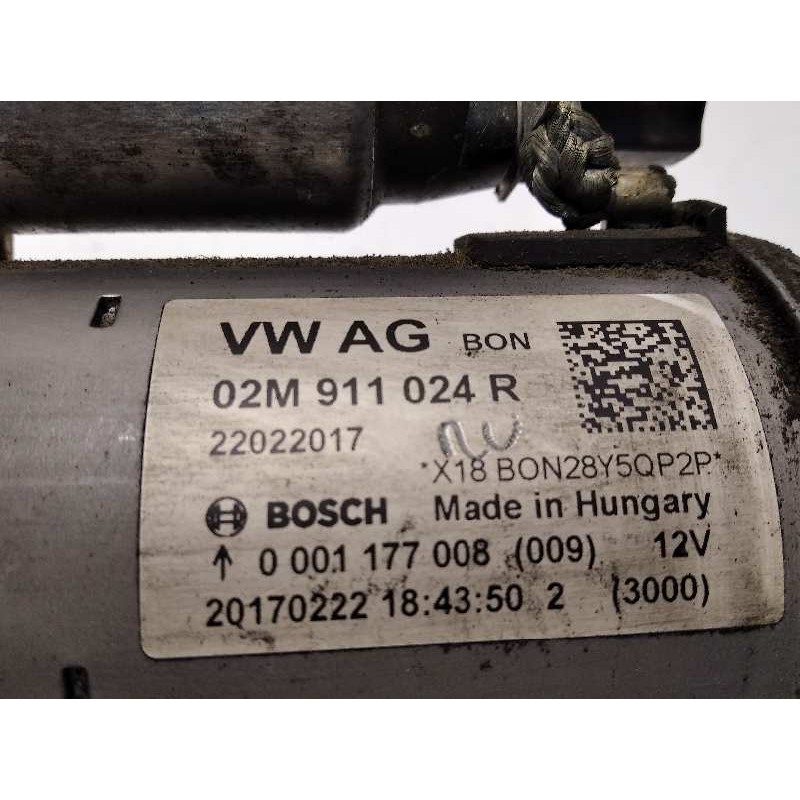 VW AG BON
02M 911 024 R
22022017
*X18 BON28Y5QP2P*
BOSCH Made in Hungary
↑ 0 001 177 008 (009) 12V
20170222 18:43:50 2 (3000)